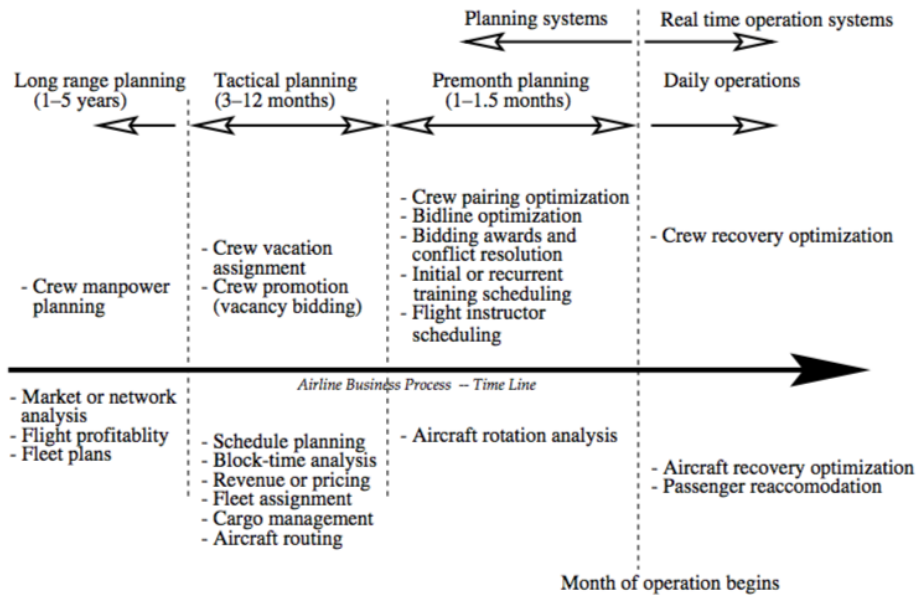 Planning systems
Real time operation systems
Long range planning
(1–5 years)
Tactical planning
(3–12 months)
Premonth planning
(1–1.5 months)
Daily operations
- Crew manpower
planning
- Crew vacation
assignment
- Crew promotion
(vacancy bidding)
- Crew pairing optimization
- Bidline optimization
- Bidding awards and
conflict resolution
- Initial or recurrent
training scheduling
- Flight instructor
scheduling
- Crew recovery optimization
Airline Business Process -- Time Line
- Market or network
analysis
- Flight profitablity
- Fleet plans
- Schedule planning
- Block-time analysis
- Revenue or pricing
- Fleet assignment
- Cargo management
- Aircraft routing
- Aircraft rotation analysis
- Aircraft recovery optimization
- Passenger reaccomodation
Month of operation begins